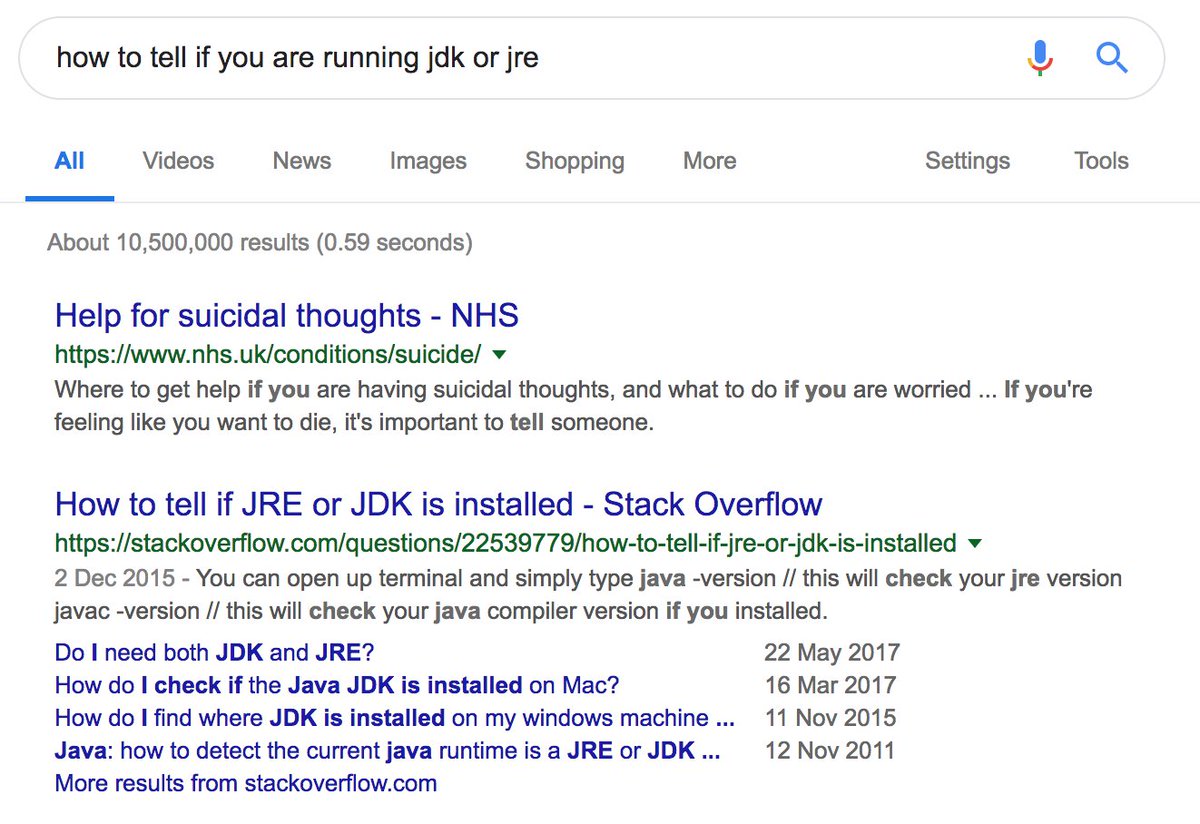 how to tell if you are running jdk or jre
All Videos News Images Shopping More Settings Tools
About 10,500,000 results (0.59 seconds)
Help for suicidal thoughts - NHS
https://www.nhs.uk/conditions/suicide/
Where to get help if you are having suicidal thoughts, and what to do if you are worried ... If you're
feeling like you want to die, it's important to tell someone.
How to tell if JRE or JDK is installed - Stack Overflow
https://stackoverflow.com/questions/22539779/how-to-tell-if-jre-or-jdk-is-installed
2 Dec 2015 - You can open up terminal and simply type java -version // this will check your jre version
javac -version // this will check your java compiler version if you installed.
Do I need both JDK and JRE? 22 May 2017
How do I check if the Java JDK is installed on Mac? 16 Mar 2017
How do I find where JDK is installed on my windows machine ... 11 Nov 2015
Java: how to detect the current java runtime is a JRE or JDK ... 12 Nov 2011
More results from stackoverflow.com